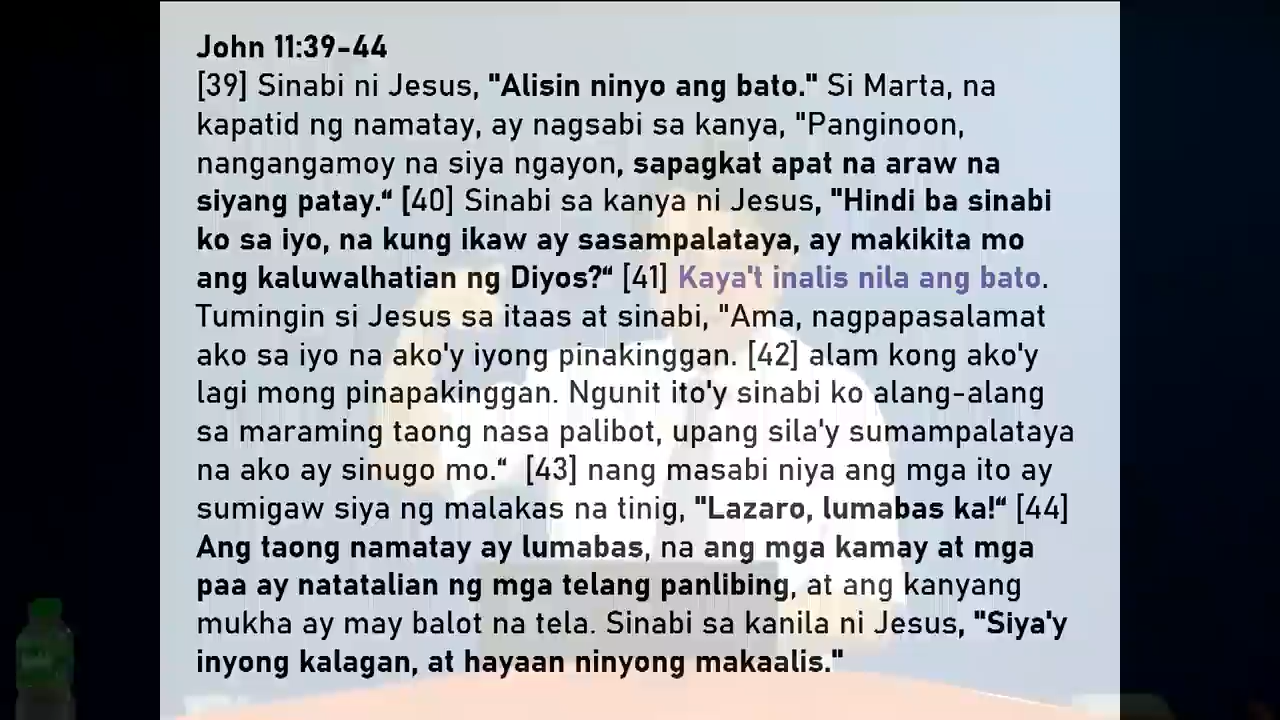 John 11:39-44
[39] Sinabi ni Jesus, "Alisin ninyo ang bato." Si Marta, na
kapatid ng namatay, ay nagsabi sa kanya, "Panginoon,
nangangamoy na siya ngayon, sapagkat apat na araw na
siyang patay.“ [40] Sinabi sa kanya ni Jesus, "Hindi ba sinabi
ko sa iyo, na kung ikaw ay sasampalataya, ay makikita mo
ang kaluwalhatian ng Diyos?“ [41] Kaya't inalis nila ang bato.
Tumingin si Jesus sa itaas at sinabi, "Ama, nagpapasalamat
ako sa iyo na ako'y iyong pinakinggan. [42] alam kong ako'y
lagi mong pinapakinggan. Ngunit ito'y sinabi ko alang-alang
sa maraming taong nasa palibot, upang sila'y sumampalataya
na ako ay sinugo mo.“ [43] nang masabi niya ang mga ito ay
sumigaw siya ng malakas na tinig, "Lazaro, lumabas ka!“ [44]
Ang taong namatay ay lumabas, na ang mga kamay at mga
paa ay natatalian ng mga telang panlibing, at ang kanyang
mukha ay may balot na tela. Sinabi sa kanila ni Jesus, "Siya'y
inyong kalagan, at hayaan ninyong makaalis."